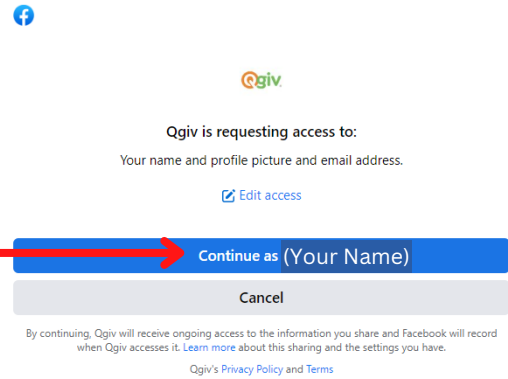 Qgiv
Qgiv is requesting access to:
Your name and profile picture and email address.
Edit access
Continue as (Your Name)
Cancel
By continuing, Qgiv will receive ongoing access to the information you share and Facebook will record
when Qgiv accesses it. Learn more about this sharing and the settings you have.
Qgiv's Privacy Policy and Terms